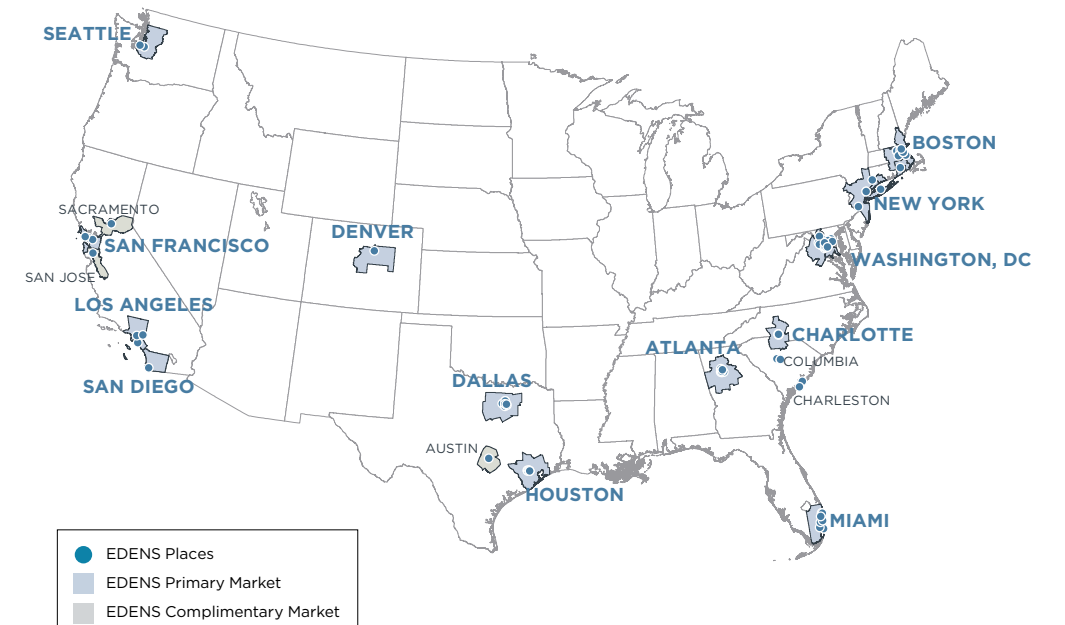 SEATTLE
BOSTON
NEW YORK
SACRAMENTO
DENVER
SAN FRANCISCO
WASHINGTON, DC
SAN JOSE
LOS ANGELES
CHARLOTTE
ATLANTA
COLUMBIA
SAN DIEGO
DALLAS
CHARLESTON
AUSTIN
HOUSTON
MIAMI
EDENS Places
EDENS Primary Market
EDENS Complimentary Market